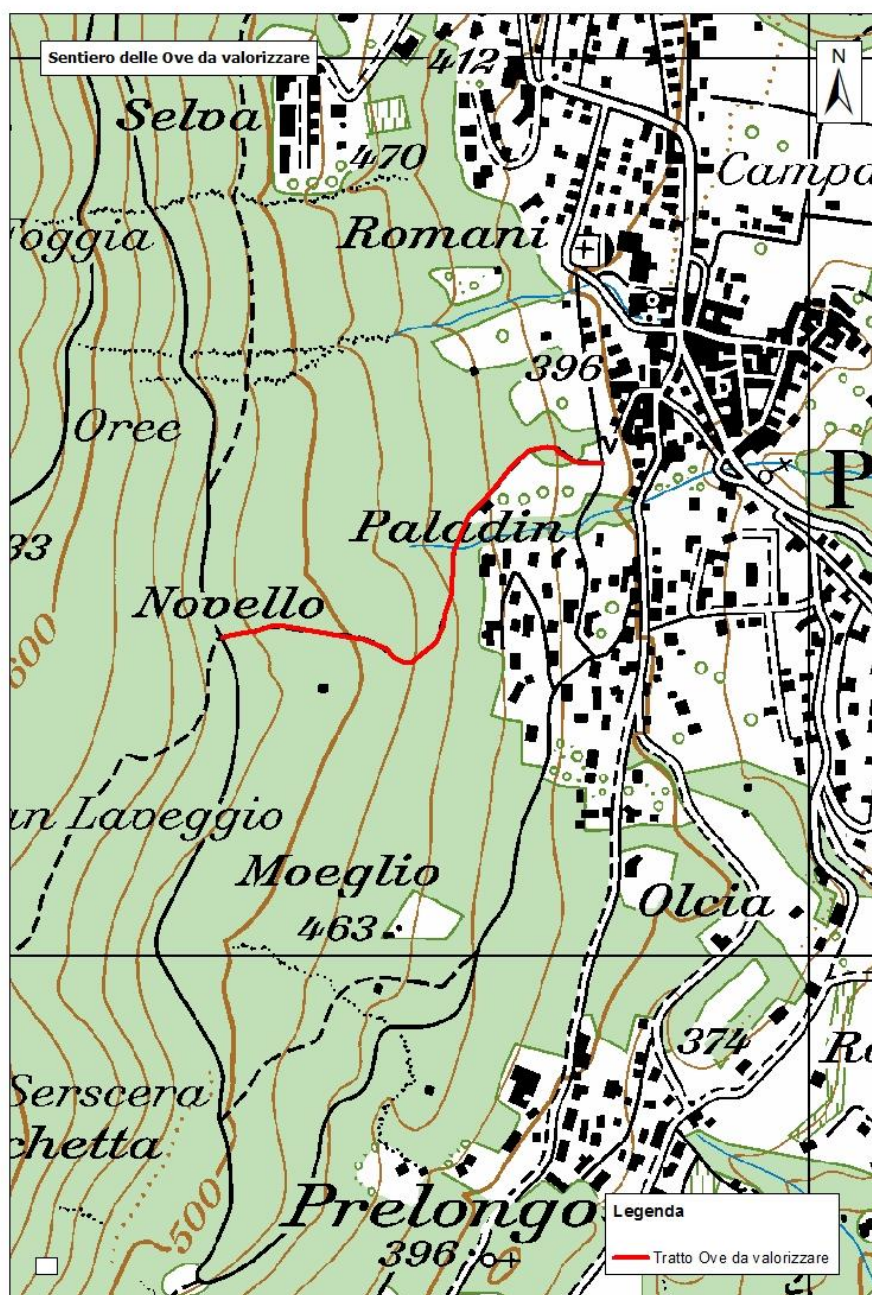 Sentiero delle Ove da valorizzare
N
412
Selva
470
Campa
Foggia
Romani
396
Oree
P
Paladin
33
Novello
600
an Laveggio
Moeglio
463
Olcia
374
Ro
Serscera
chetta
500
Prelongo
396
Legenda
Tratto Ove da valorizzare